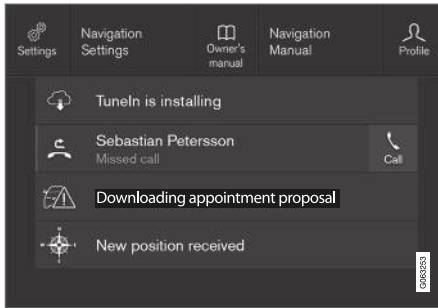 Settings
Navigation
Settings
Owner's
manual
Navigation
Manual
Profile
TuneIn is installing
Sebastian Petersson
Missed call
Call
Downloading appointment proposal
New position received
G063253